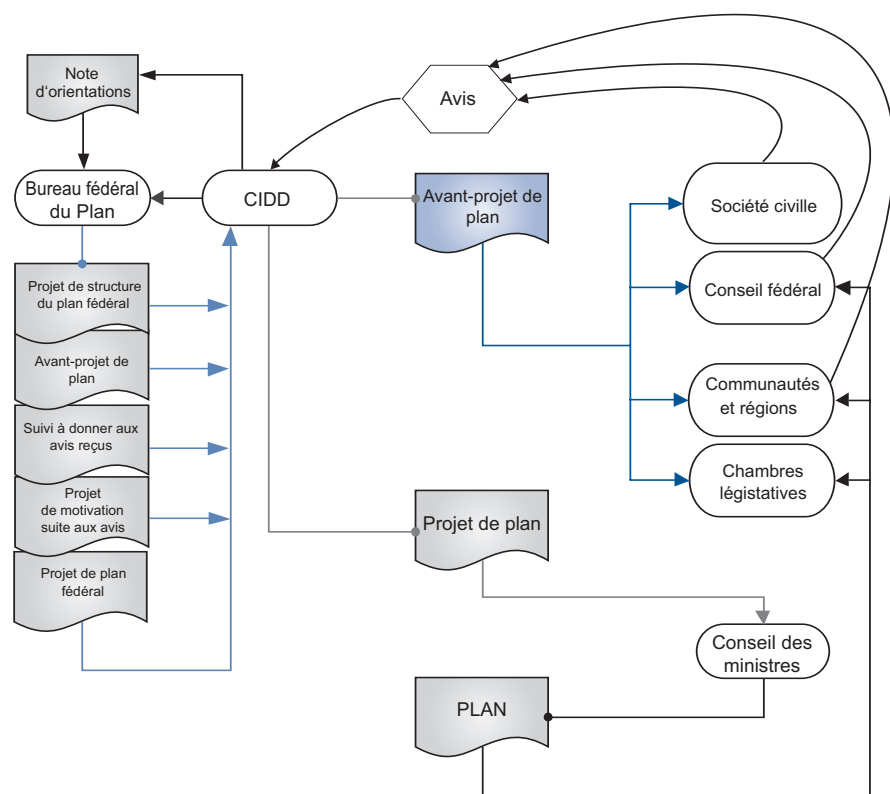 Note
d'orientations
Avis
Bureau fédéral
du Plan
CIDD
Avant-projet de
plan
Société civile
Projet de structure
du plan fédéral
Conseil fédéral
Avant-projet de
plan
Communautés
et régions
Suivi à donner aux
avis reçus
Chambres
légistatives
Projet
de motivation
suite aux avis
Projet de plan
Projet de plan
fédéral
Conseil des
ministres
PLAN